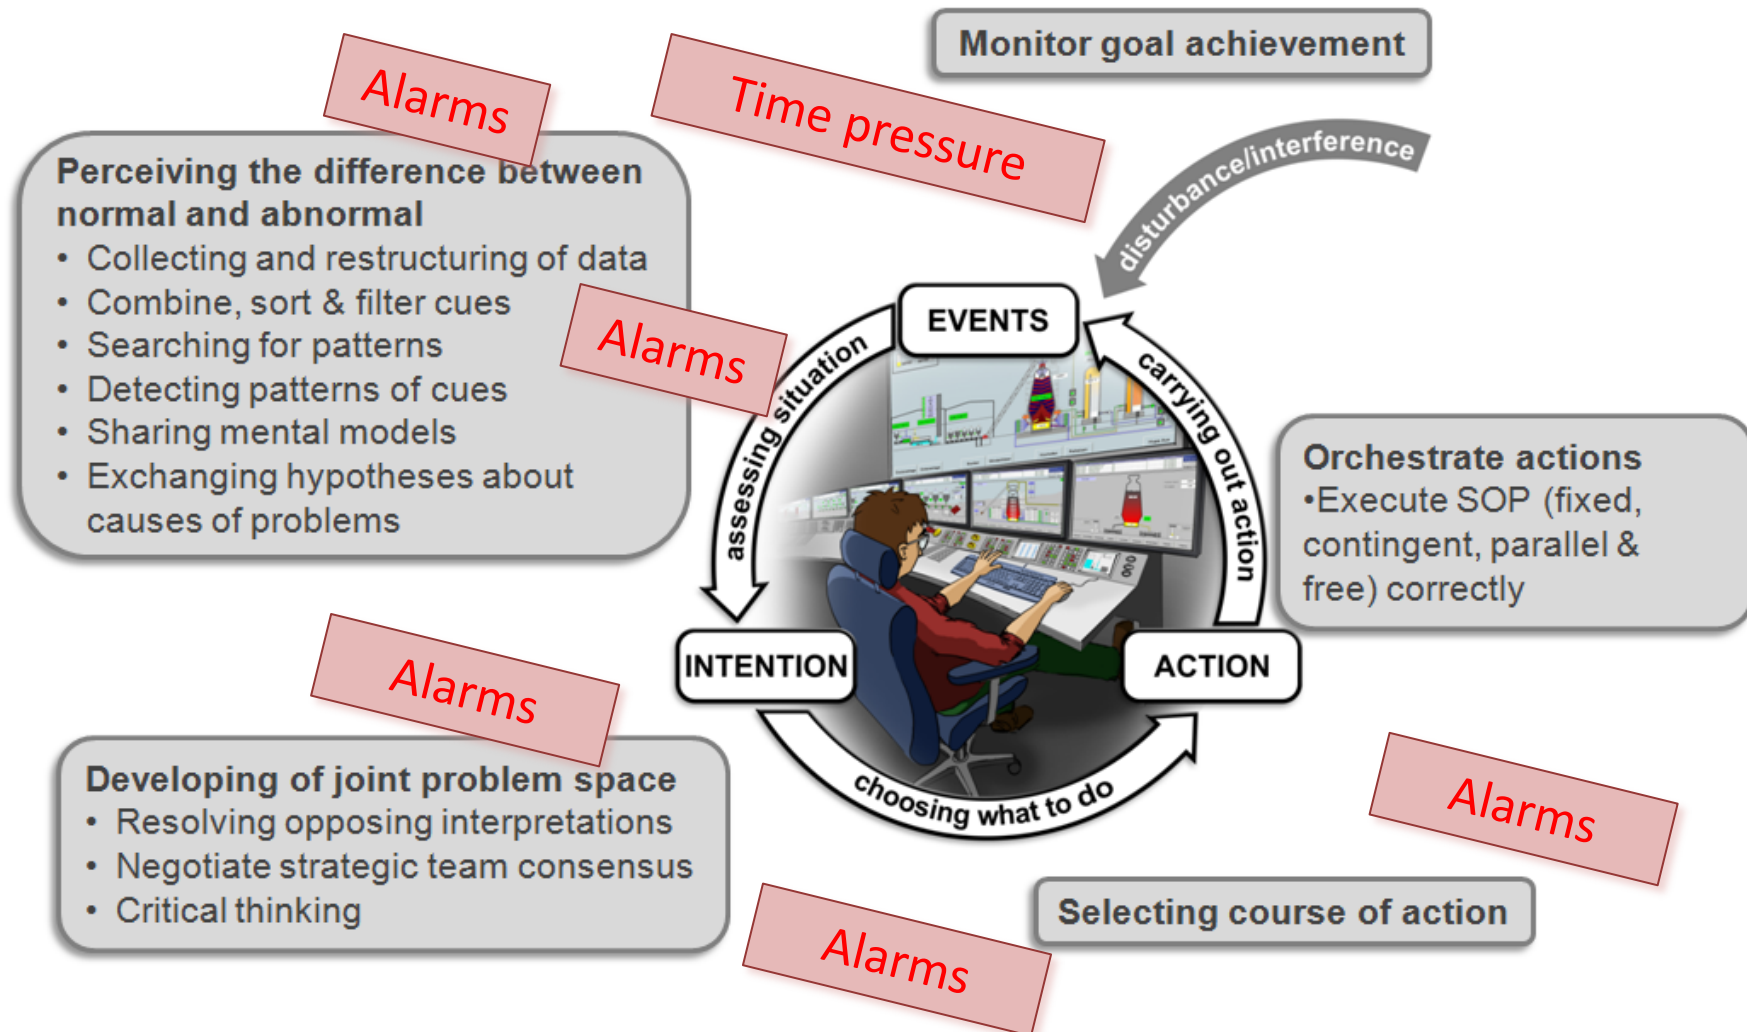 Monitor goal achievement
Alarms
Time pressure
disturbance/interference
Perceiving the difference between
normal and abnormal
• Collecting and restructuring of data
• Combine, sort & filter cues
• Searching for patterns
• Detecting patterns of cues
• Sharing mental models
• Exchanging hypotheses about
causes of problems
Alarms
EVENTS
assessing situation
carrying out action
Orchestrate actions
•Execute SOP (fixed,
contingent, parallel &
free) correctly
INTENTION
ACTION
choosing what to do
Alarms
Developing of joint problem space
• Resolving opposing interpretations
• Negotiate strategic team consensus
• Critical thinking
Alarms
Selecting course of action
Alarms